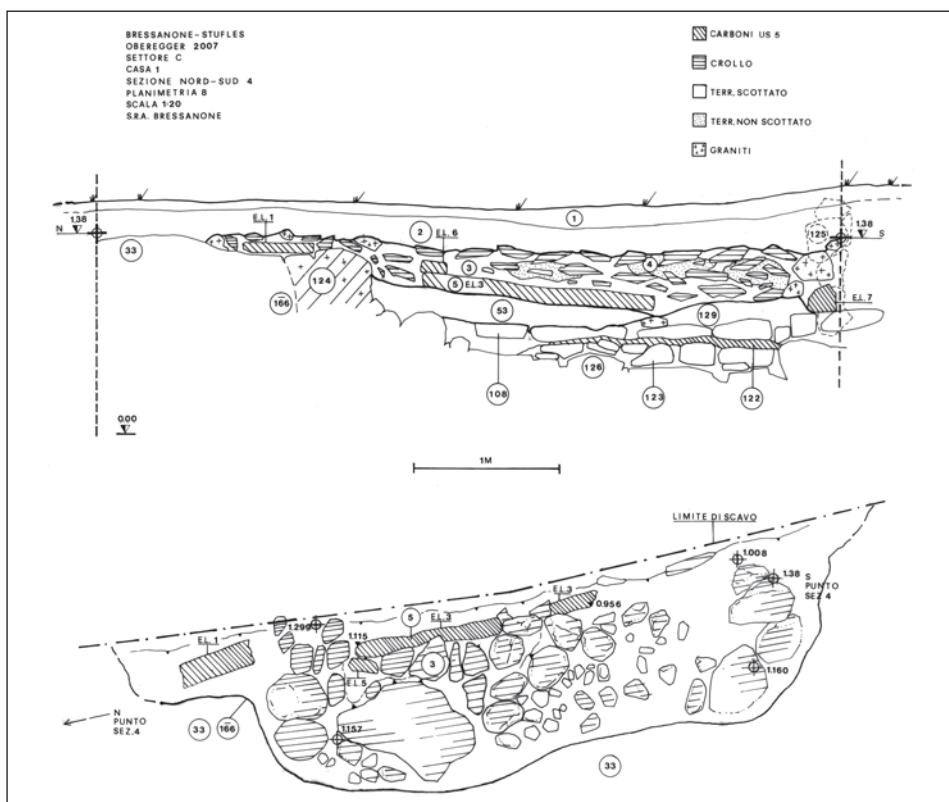 BRESSANONE-STUFLES
OBEREGGER 2007
SETTORE C
CASA 1
SEZIONE NORD-SUD 4
PLANIMETRIA 8
SCALA 1:20
S.R.A. BRESSANONE
CARBONI US 5
CROLLO
TERR. SCOTTATO
TERR. NON SCOTTATO
GRANITI
1.38
N
33
E.L.1
2
E.L.6
1
3
4
125
1.38
S
5 E.L.3
E.L.7
166
124
53
129
108
126
123
122
0.00
1M
LIMITE DI SCAVO
1.008
1.38 S
PUNTO
SEZ. 4
E.L.3
0.956
5
E.L.3
1.299
1.115
E.L.1
3
E.L.5
1.160
N
PUNTO
SEZ.4
33
166
1.157
33